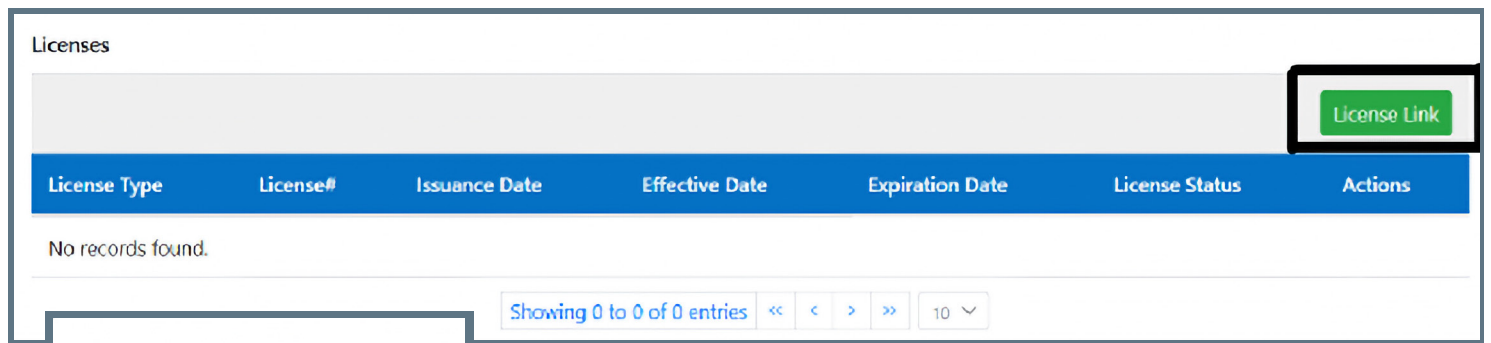 Licenses
License Link
License Type License# Issuance Date Effective Date Expiration Date License Status Actions
No records found.
Showing 0 to 0 of 0 entries << < > >> 10